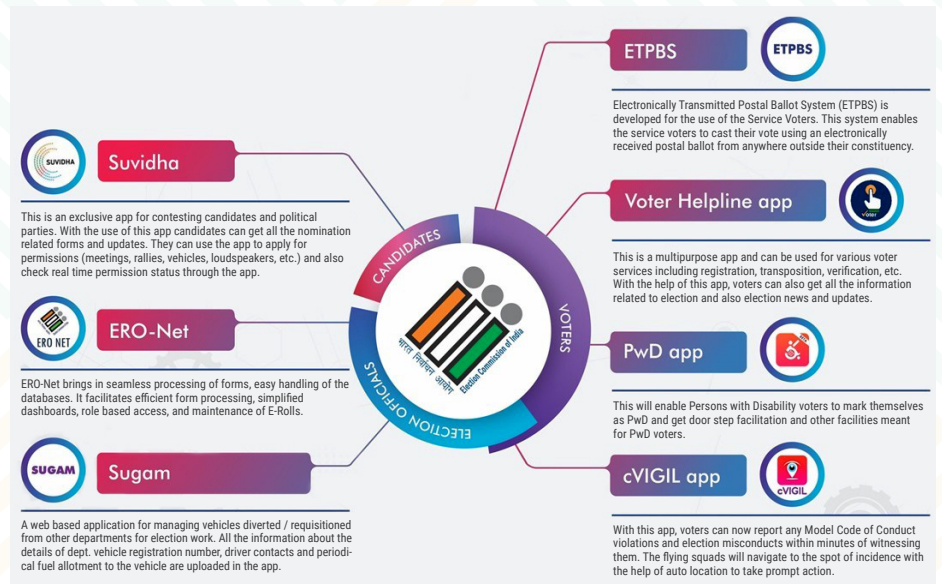 ETPBS
ETPBS
Electronically Transmitted Postal Ballot System (ETPBS) is
developed for the use of the Service Voters. This system enables
the service voters to cast their vote using an electronically
received postal ballot from anywhere outside their constituency.
SUVIDHA
Suvidha
This is an exclusive app for contesting candidates and political
parties. With the use of this app candidates can get all the nomination
related forms and updates. They can use the app to apply for
permissions (meetings, rallies, vehicles, loudspeakers, etc.) and also
check real time permission status through the app.
Voter Helpline app
Voter
This is a multipurpose app and can be used for various voter
services including registration, transposition, verification, etc.
With the help of this app, voters can also get all the information
related to election and also election news and updates.
CANDIDATES
VOTERS
ELECTION OFFICIALS
भारत निर्वाचन आयोग
Election Commission of India
ERO NET
ERO-Net
ERO-Net brings in seamless processing of forms, easy handling of the
databases. It facilitates efficient form processing, simplified
dashboards, role based access, and maintenance of E-Rolls.
PwD app
This will enable Persons with Disability voters to mark themselves
as PwD and get door step facilitation and other facilities meant
for PwD voters.
SUGAM
Sugam
A web based application for managing vehicles diverted / requisitioned
from other departments for election work. All the information about the
details of dept. vehicle registration number, driver contacts and periodi-
cal fuel allotment to the vehicle are uploaded in the app.
cVIGIL app
cVIGIL
With this app, voters can now report any Model Code of Conduct
violations and election misconducts within minutes of witnessing
them. The flying squads will navigate to the spot of incidence with
the help of auto location to take prompt action.